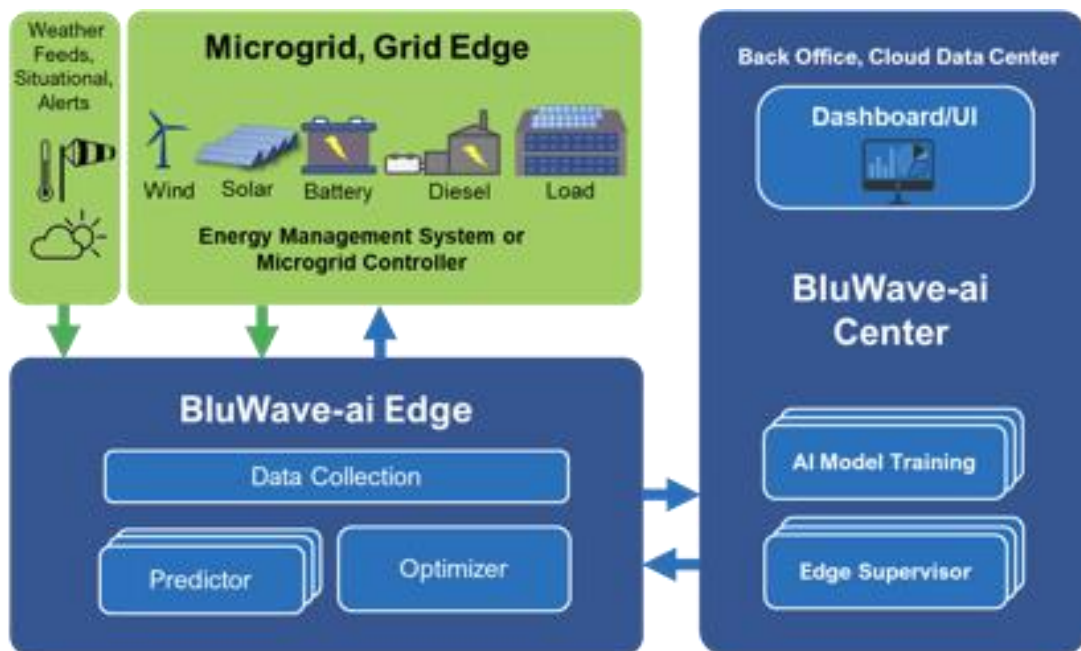 Weather
Feeds,
Situational,
Alerts
Microgrid, Grid Edge
Wind
Solar
Battery
Diesel
Load
Energy Management System or
Microgrid Controller
BluWave-ai Edge
Data Collection
Predictor
Optimizer
Back Office, Cloud Data Center
Dashboard/UI
BluWave-ai
Center
AI Model Training
Edge Supervisor